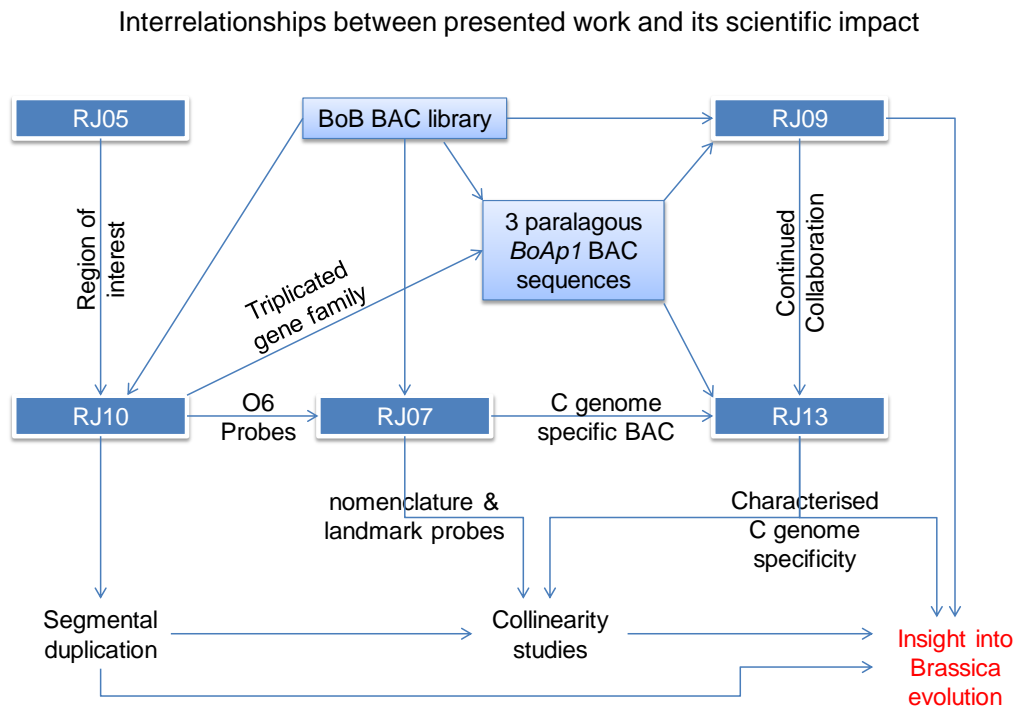 Interrelationships between presented work and its scientific impact
RJ05
BoB BAC library
RJ09
Region of
interest
3 paralagous
BoAp1 BAC
sequences
Continued
Collaboration
Triplicated
gene family
RJ10
O6
Probes
RJ07
C genome
specific BAC
RJ13
nomenclature &
landmark probes
Characterised
C genome
specificity
Segmental
duplication
Collinearity
studies
Insight into
Brassica
evolution